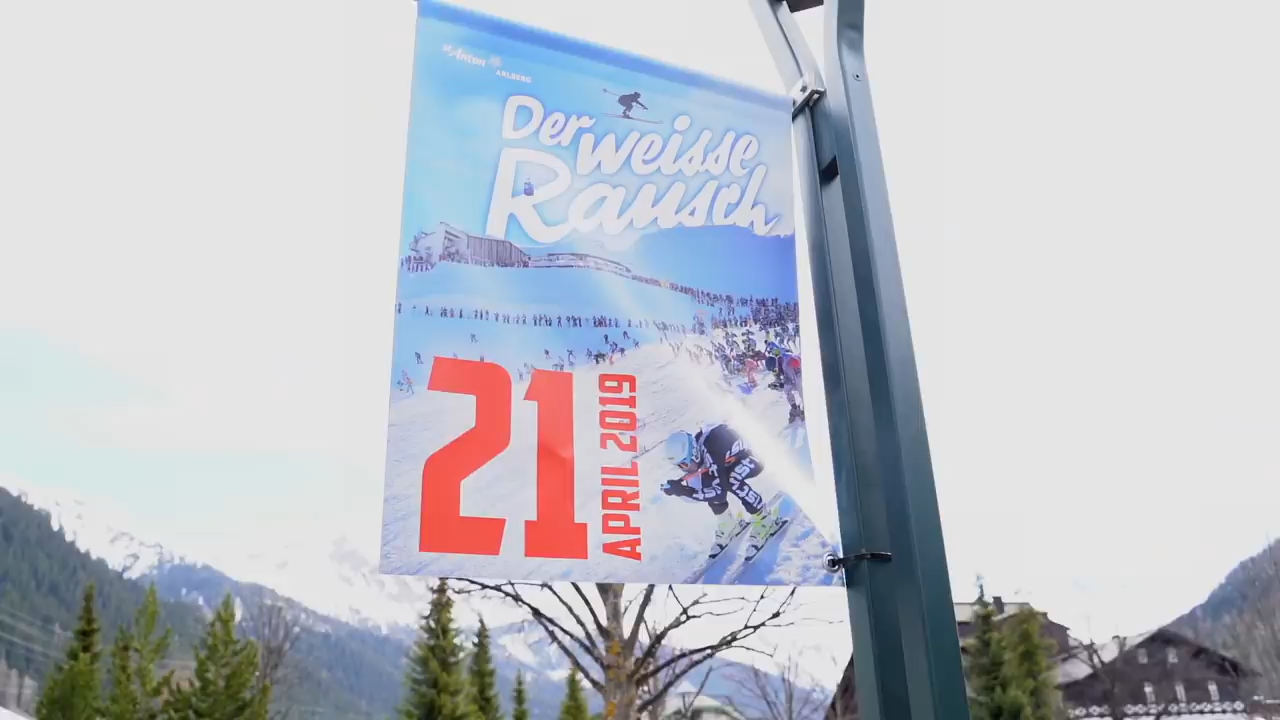 St. Anton
ARLBERG
Der
weisse
Rausch
21
APRIL 2019